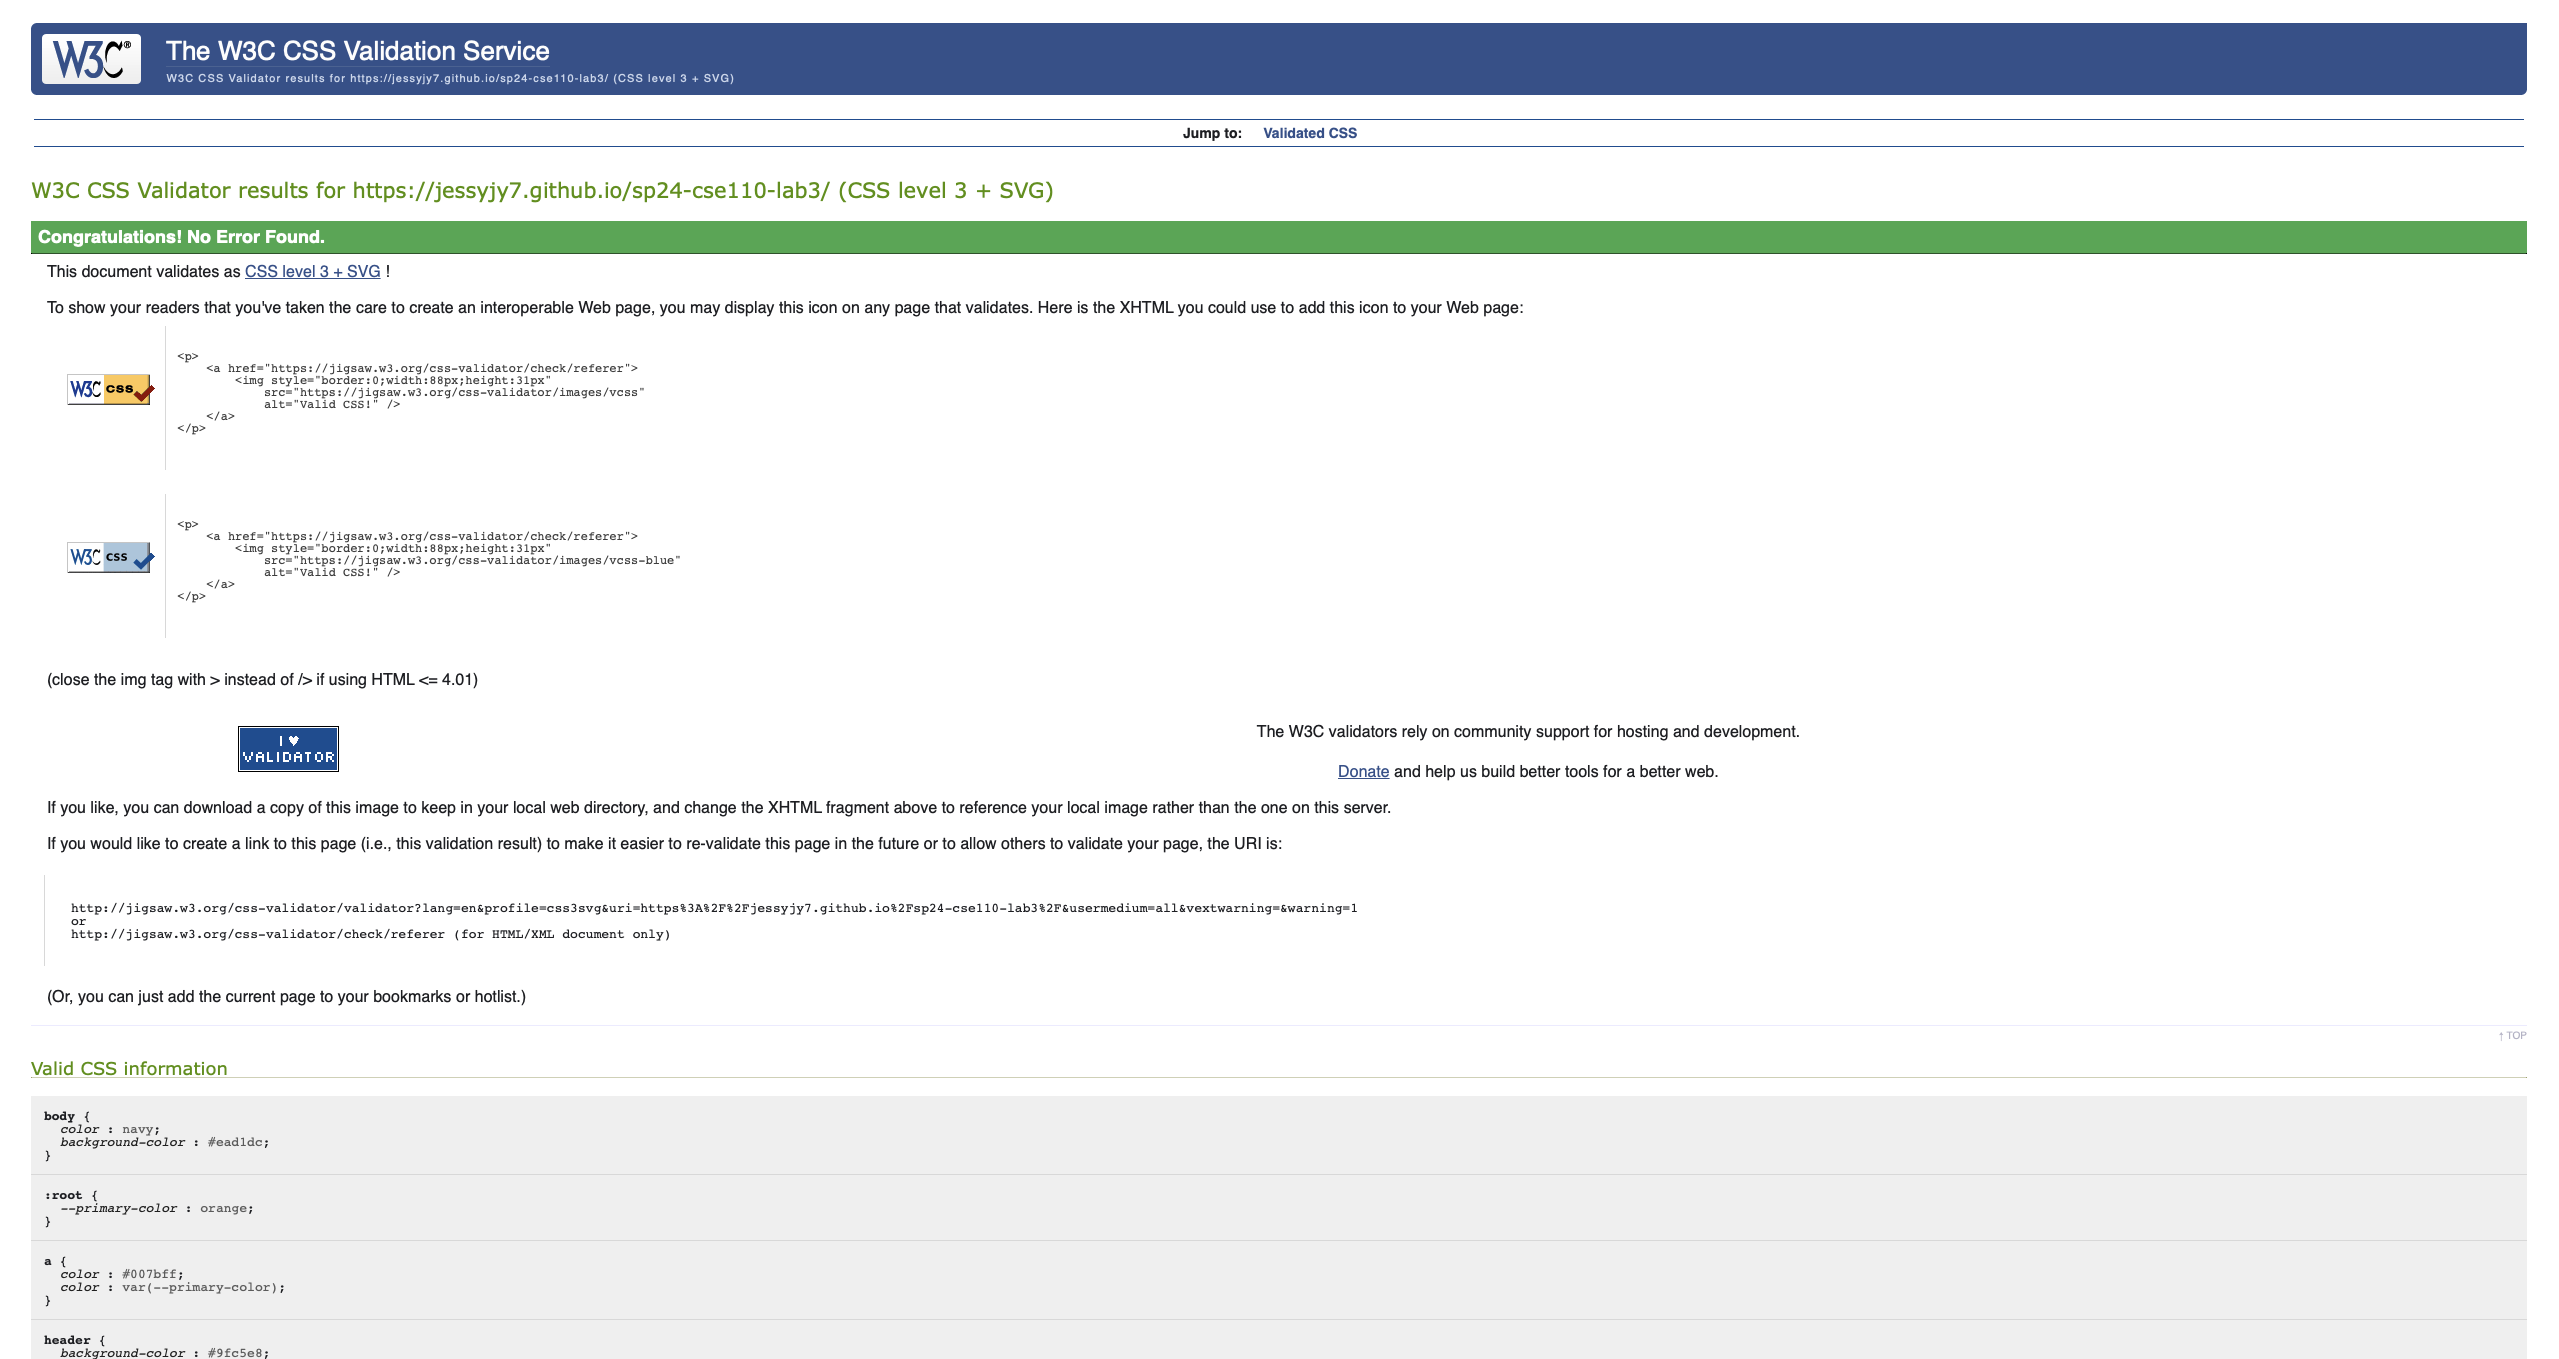 W3C®
The W3C CSS Validation Service
W3C CSS Validator results for https://jessyjy7.github.io/sp24-cse110-lab3/ (CSS level 3 + SVG)
Jump to: Validated CSS
W3C CSS Validator results for https://jessyjy7.github.io/sp24-cse110-lab3/ (CSS level 3 + SVG)
Congratulations! No Error Found.
This document validates as CSS level 3 + SVG !
To show your readers that you've taken the care to create an interoperable Web page, you may display this icon on any page that validates. Here is the XHTML you could use to add this icon to your Web page:
W3C css
<p>
<a href="https://jigsaw.w3.org/css-validator/check/referer">
<img style="border:0;width:88px;height:31px"
src="https://jigsaw.w3.org/css-validator/images/vcss"
alt="Valid CSS!" />
</a>
</p>
W3C css
<p>
<a href="https://jigsaw.w3.org/css-validator/check/referer">
<img style="border:0;width:88px;height:31px"
src="https://jigsaw.w3.org/css-validator/images/vcss-blue"
alt="Valid CSS!" />
</a>
</p>
(close the img tag with > instead of /> if using HTML <= 4.01)
I ♥
VALIDATOR
The W3C validators rely on community support for hosting and development.
Donate and help us build better tools for a better web.
If you like, you can download a copy of this image to keep in your local web directory, and change the XHTML fragment above to reference your local image rather than the one on this server.
If you would like to create a link to this page (i.e., this validation result) to make it easier to re-validate this page in the future or to allow others to validate your page, the URI is:
http://jigsaw.w3.org/css-validator/validator?lang=en&profile=css3svg&uri=https%3A%2F%2Fjessyjy7.github.io%2Fsp24-cse110-lab3%2F&usermedium=all&vextwarning=&warning=1
or
http://jigsaw.w3.org/css-validator/check/referer (for HTML/XML document only)
(Or, you can just add the current page to your bookmarks or hotlist.)
↑ TOP
Valid CSS information
body {
color : navy;
background-color : #ead1dc;
}
:root {
--primary-color : orange;
}
a {
color : #007bff;
color : var(--primary-color);
}
header {
background-color : #9fc5e8;